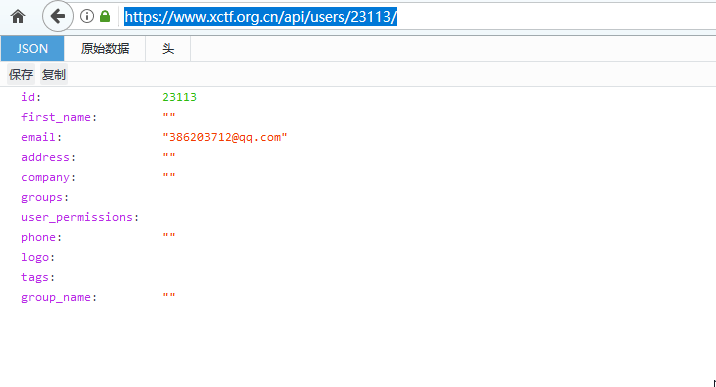 https://www.xctf.org.cn/api/users/23113/
JSON 原始数据 头
保存 复制
id: 23113
first_name: ""
email: "386203712@qq.com"
address: ""
company: ""
groups:
user_permissions:
phone: ""
logo:
tags:
group_name: ""